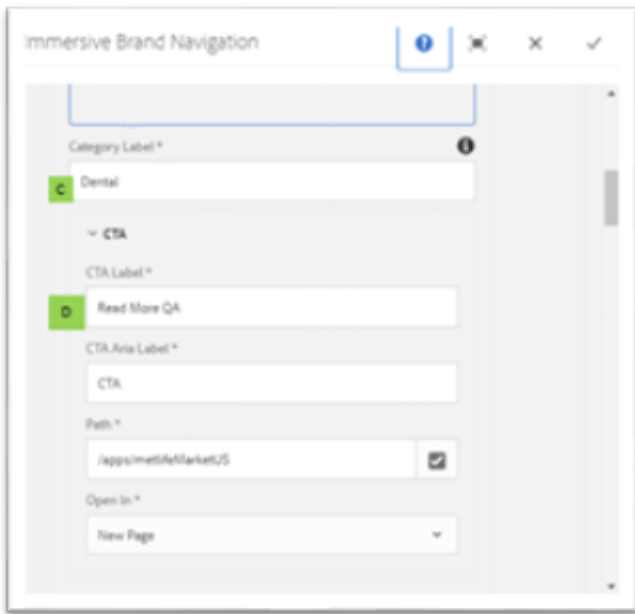 Immersive Brand Navigation
Category Label *
C
Dental
CTA
CTA Label *
D
Read More QA
CTA Aria Label *
CTA
Path *
/apps/metlifeMarketUS
Open In *
New Page